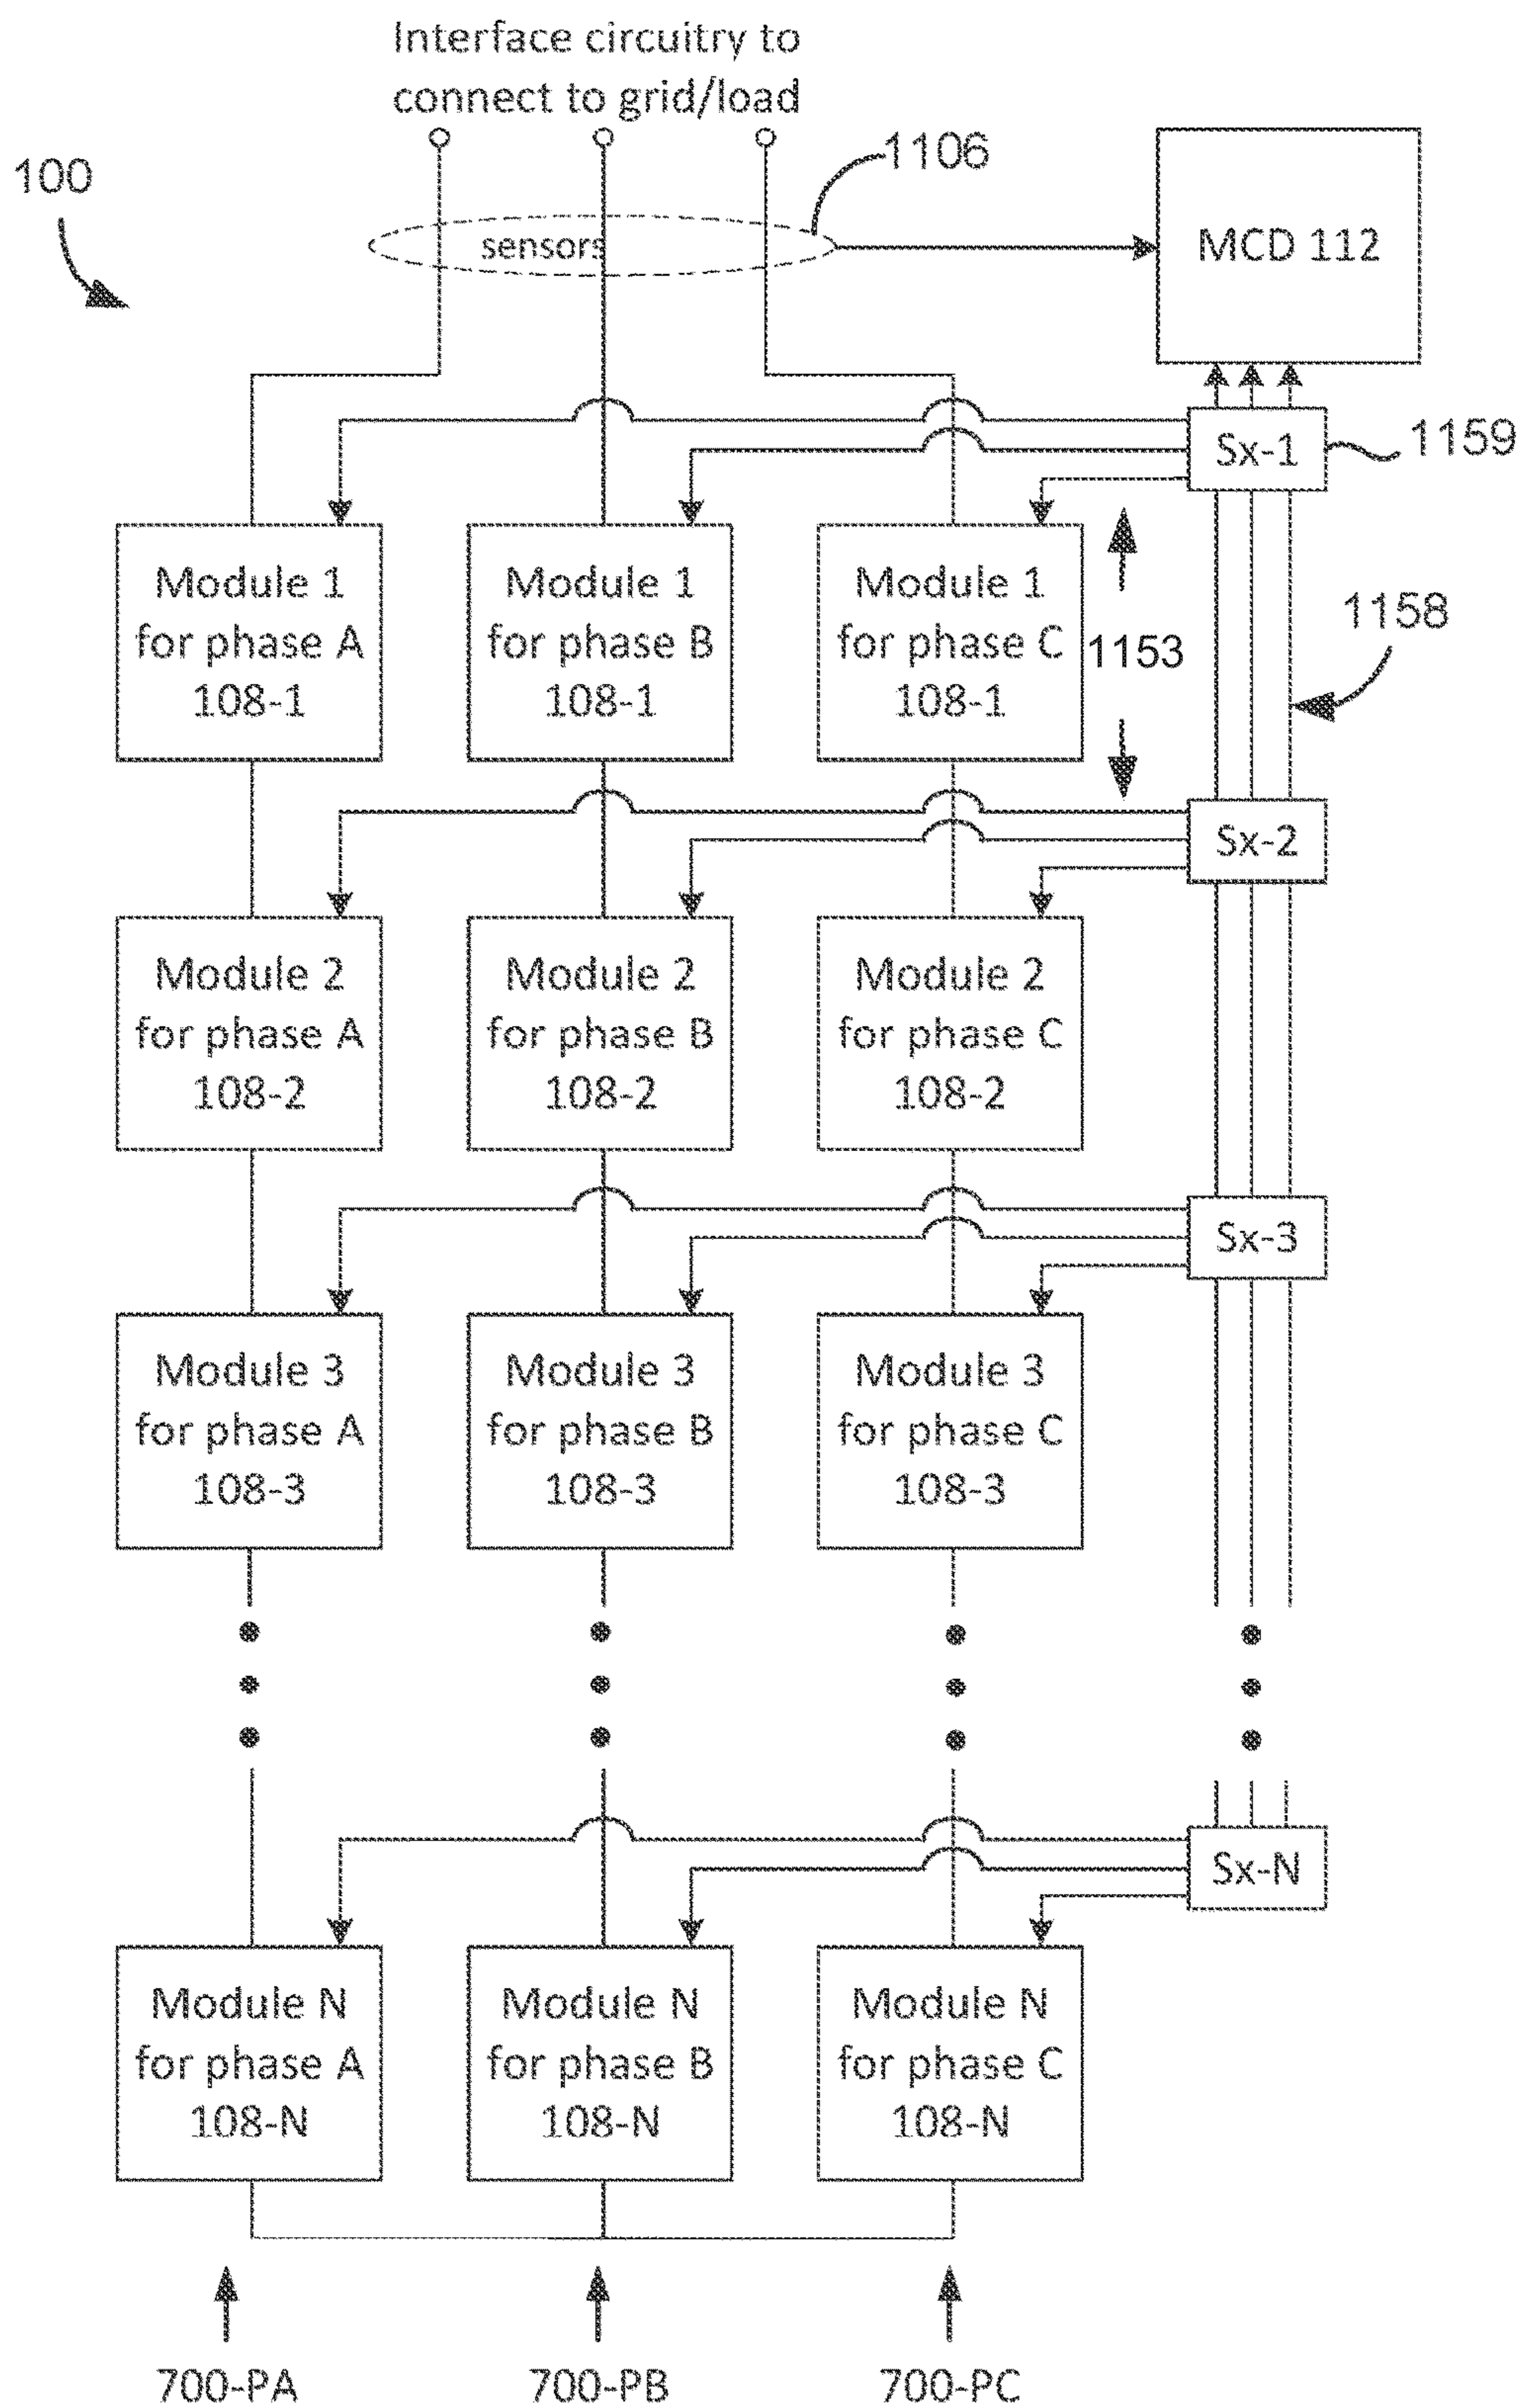 Interface circuitry to
connect to grid/load
100
1106
sensors
MCD 112
Sx-1
1159
Module 1
for phase A
108-1
Module 1
for phase B
108-1
Module 1
for phase C
108-1
1153
1158
Sx-2
Module 2
for phase A
108-2
Module 2
for phase B
108-2
Module 2
for phase C
108-2
Sx-3
Module 3
for phase A
108-3
Module 3
for phase B
108-3
Module 3
for phase C
108-3
Sx-N
Module N
for phase A
108-N
Module N
for phase B
108-N
Module N
for phase C
108-N
700-PA
700-PB
700-PC